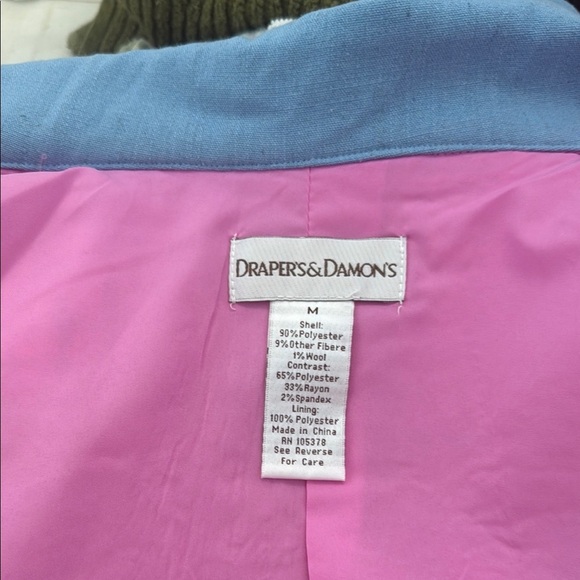 DRAPER'S&DAMON'S
M
Shell:
90%Polyester
9%Other Fibere
1%Wool
Contrast:
65%Polyester
33%Rayon
2%Spandex
Lining:
100%Polyester
Made in China
RN 105378
See Reverse
For Care